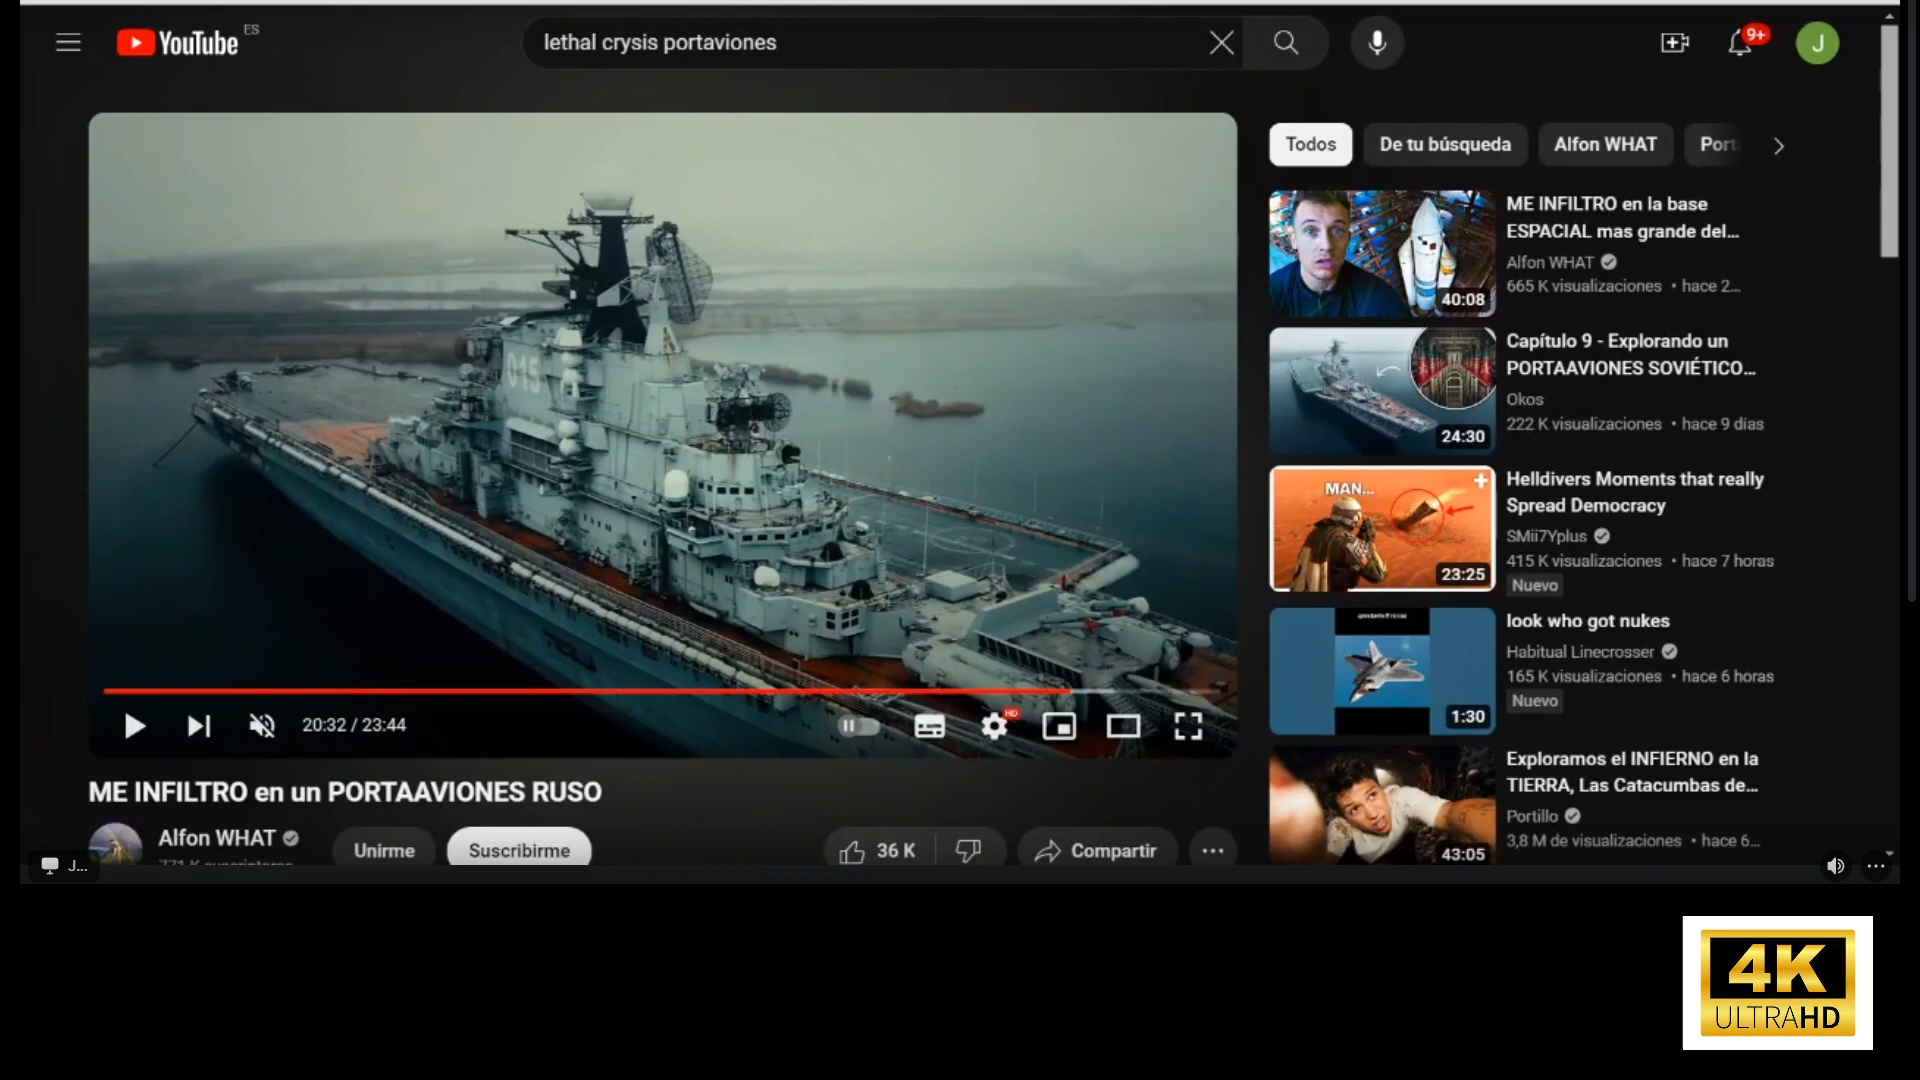 YouTube ES
lethal crysis portaviones
9+
J
015
20:32 / 23:44
HD
ME INFILTRO en un PORTAAVIONES RUSO
Alfon WHAT
Unirme
Suscribirme
36 K
Compartir
J...
Todos
De tu búsqueda
Alfon WHAT
ME INFILTRO en la base
ESPACIAL mas grande del...
Alfon WHAT
665 K visualizaciones • hace 2...
40:08
Capítulo 9 - Explorando un
PORTAAVIONES SOVIÉTICO...
Okos
222 K visualizaciones • hace 9 días
24:30
MAN...
Helldivers Moments that really
Spread Democracy
SMii7Yplus
415 K visualizaciones • hace 7 horas
Nuevo
23:25
look who got nukes
Habitual Linecrosser
165 K visualizaciones • hace 6 horas
Nuevo
1:30
Exploramos el INFIERNO en la
TIERRA, Las Catacumbas de...
Portillo
3,8 M de visualizaciones • hace 6...
43:05
4K
ULTRAHD